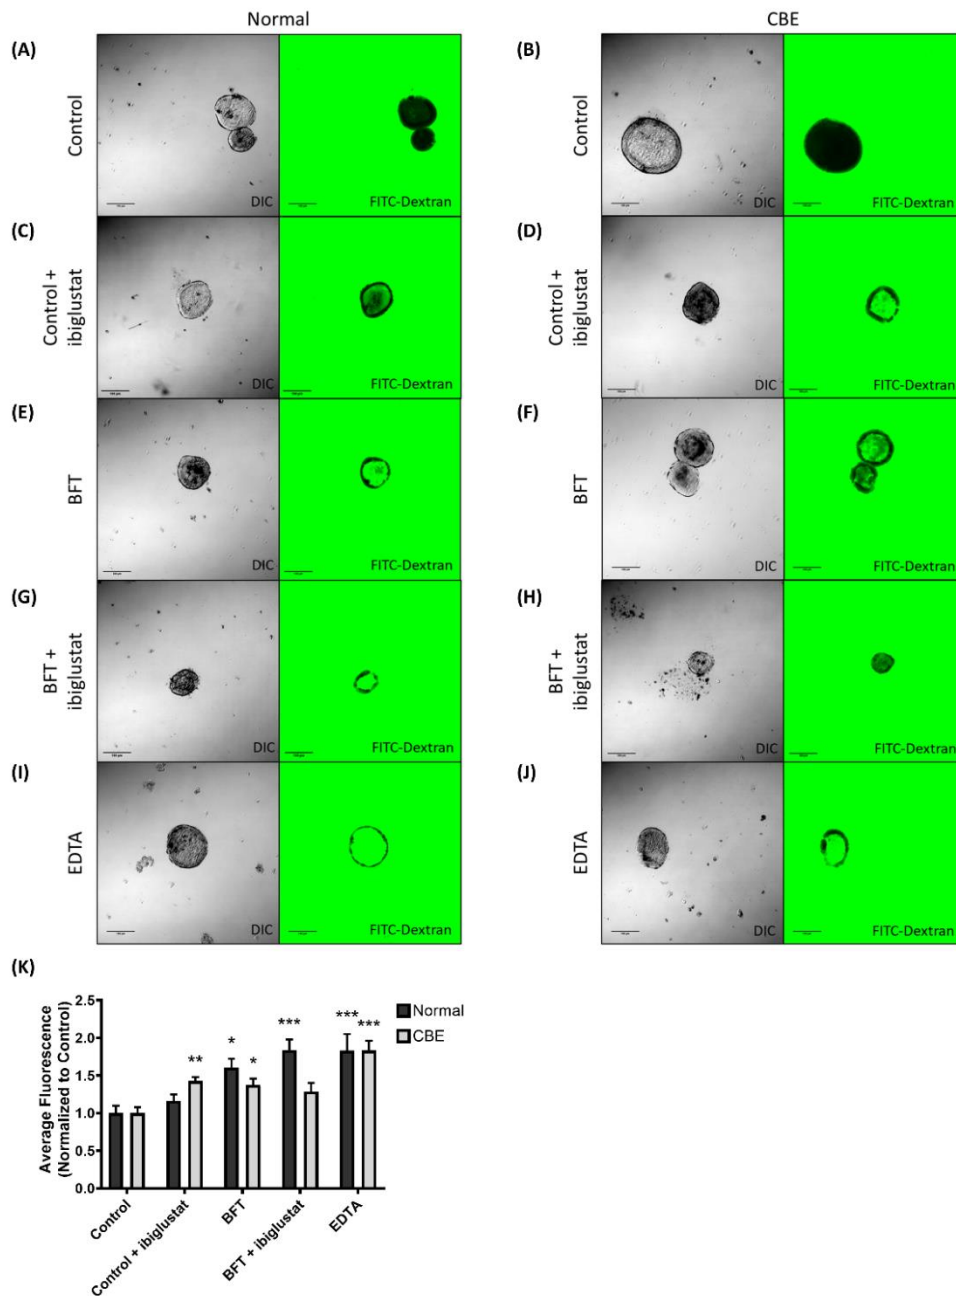 Normal
CBE
(A)
Control
DIC
FITC-Dextran
(B)
Control
DIC
FITC-Dextran
(C)
Control +
ibiglustat
DIC
FITC-Dextran
(D)
Control +
ibiglustat
DIC
FITC-Dextran
(E)
BFT
DIC
FITC-Dextran
(F)
BFT
DIC
FITC-Dextran
(G)
BFT +
ibiglustat
DIC
FITC-Dextran
(H)
BFT +
ibiglustat
DIC
FITC-Dextran
(I)
EDTA
DIC
FITC-Dextran
(J)
EDTA
DIC
FITC-Dextran
(K)
Average Fluorescence
(Normalized to Control)
2.5
2.0
1.5
1.0
0.5
0.0
**
*
*
***
***
***
Normal
CBE
Control
Control + ibiglustat
BFT
BFT + ibiglustat
EDTA